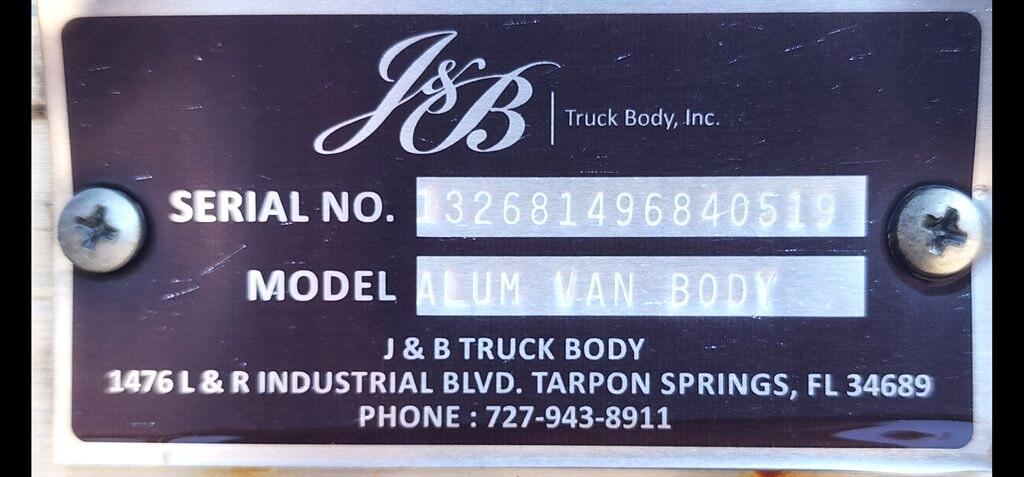 J&B | Truck Body, Inc.
SERIAL NO. 132681496840519
MODEL ALUM VAN BODY
J & B TRUCK BODY
1476 L & R INDUSTRIAL BLVD. TARPON SPRINGS, FL 34689
PHONE : 727-943-8911